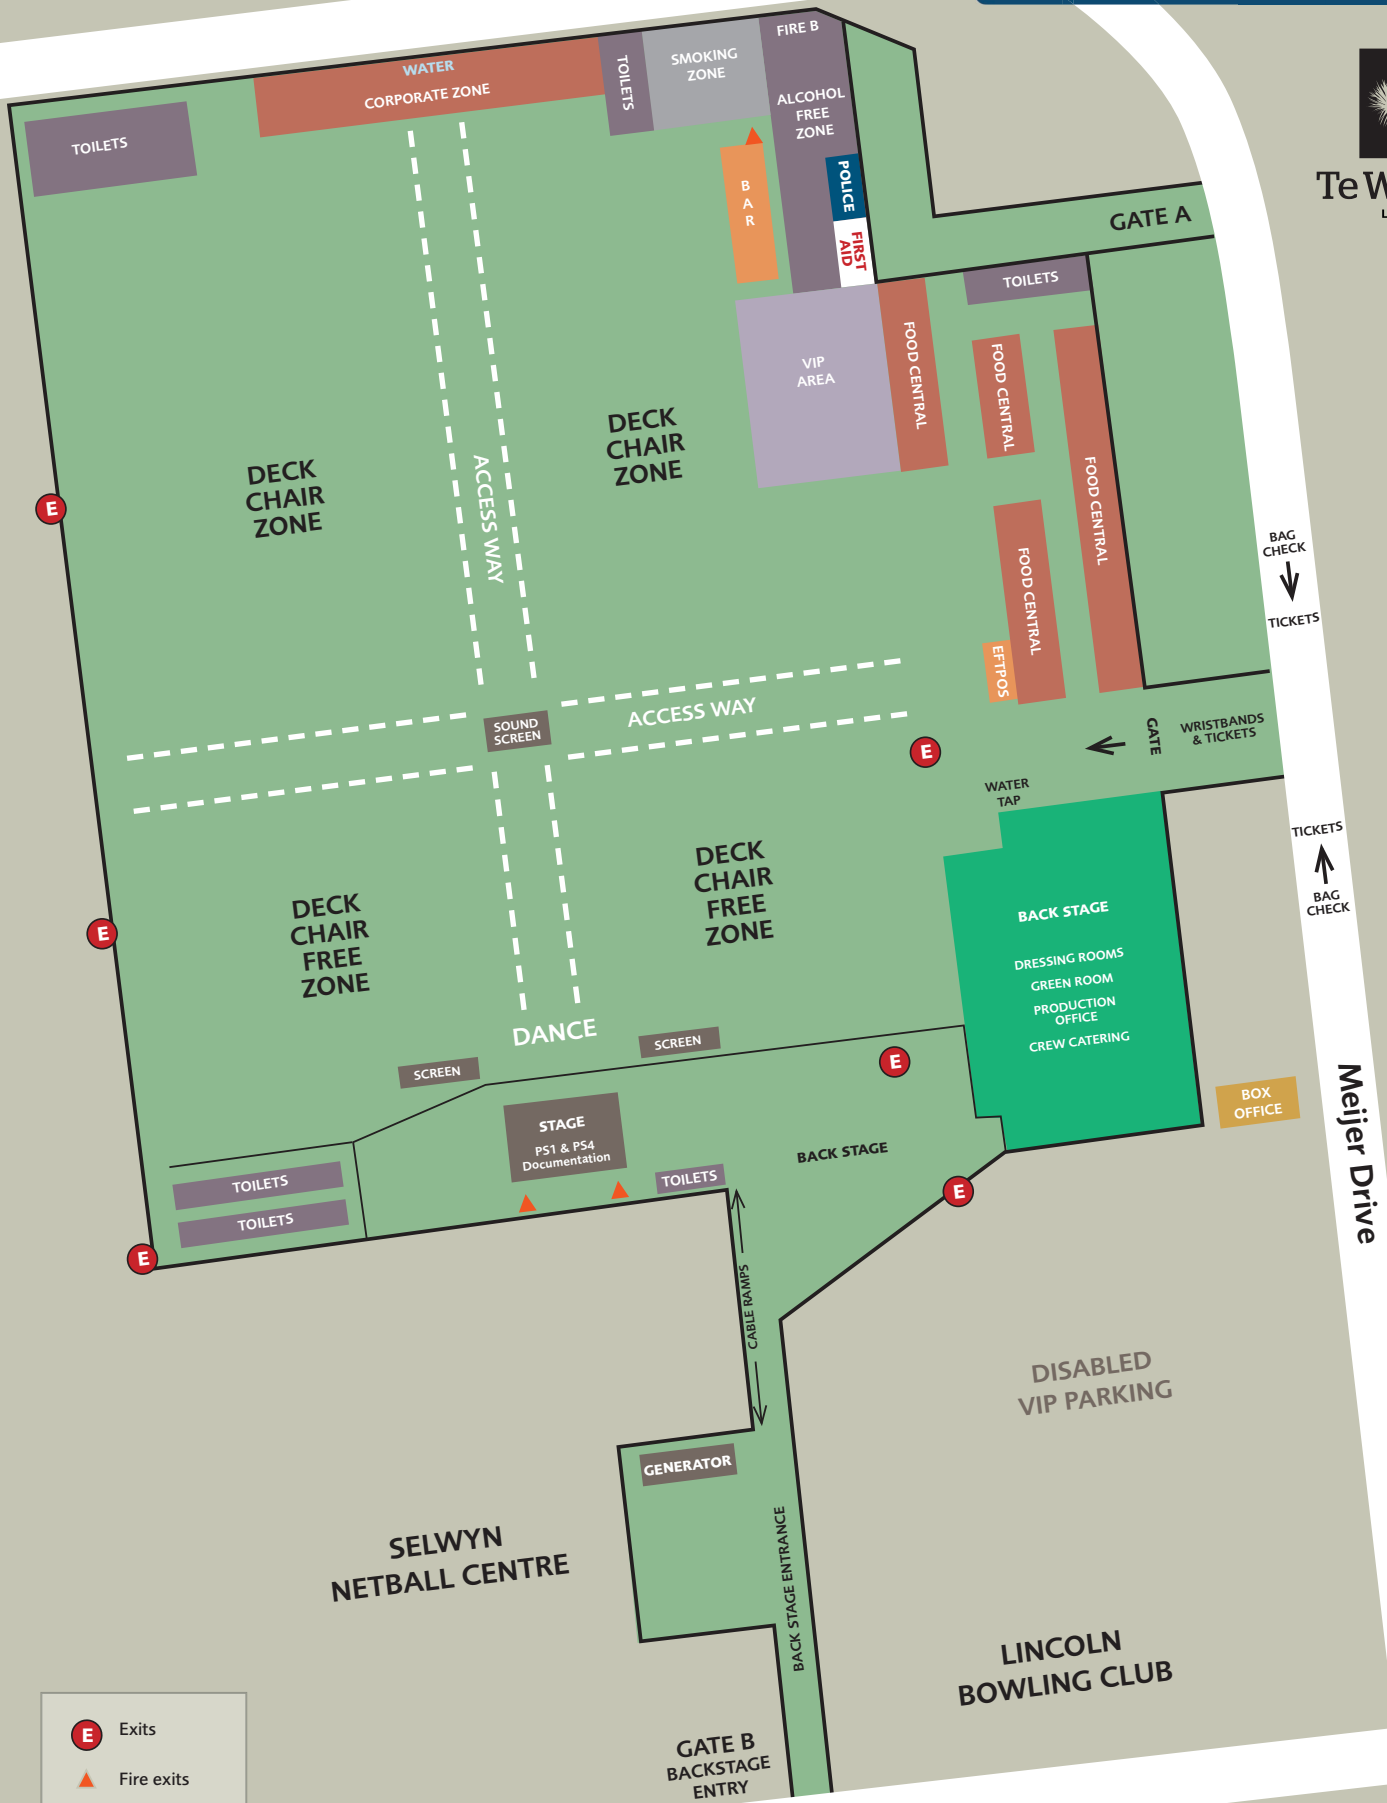 FIRE B
WATER
CORPORATE ZONE
TOILETS
SMOKING
ZONE
ALCOHOL
FREE
ZONE
TOILETS
POLICE
FIRST
AID
B
A
R
Te W
GATE A
TOILETS
VIP
AREA
FOOD CENTRAL
FOOD CENTRAL
FOOD CENTRAL
FOOD CENTRAL
EFTPOS
DECK
CHAIR
ZONE
DECK
CHAIR
ZONE
ACCESS WAY
E
BAG
CHECK
TICKETS
SOUND
SCREEN
ACCESS WAY
E
GATE
WRISTBANDS
& TICKETS
WATER
TAP
TICKETS
BAG
CHECK
DECK
CHAIR
FREE
ZONE
DECK
CHAIR
FREE
ZONE
E
BACK STAGE
DRESSING ROOMS
GREEN ROOM
PRODUCTION
OFFICE
CREW CATERING
DANCE
SCREEN
SCREEN
E
BOX
OFFICE
Meijer Drive
STAGE
PS1 & PS4
Documentation
BACK STAGE
TOILETS
TOILETS
TOILETS
E
E
CABLE RAMPS
DISABLED
VIP PARKING
GENERATOR
BACK STAGE ENTRANCE
SELWYN
NETBALL CENTRE
LINCOLN
BOWLING CLUB
GATE B
BACKSTAGE
ENTRY
E Exits
Fire exits